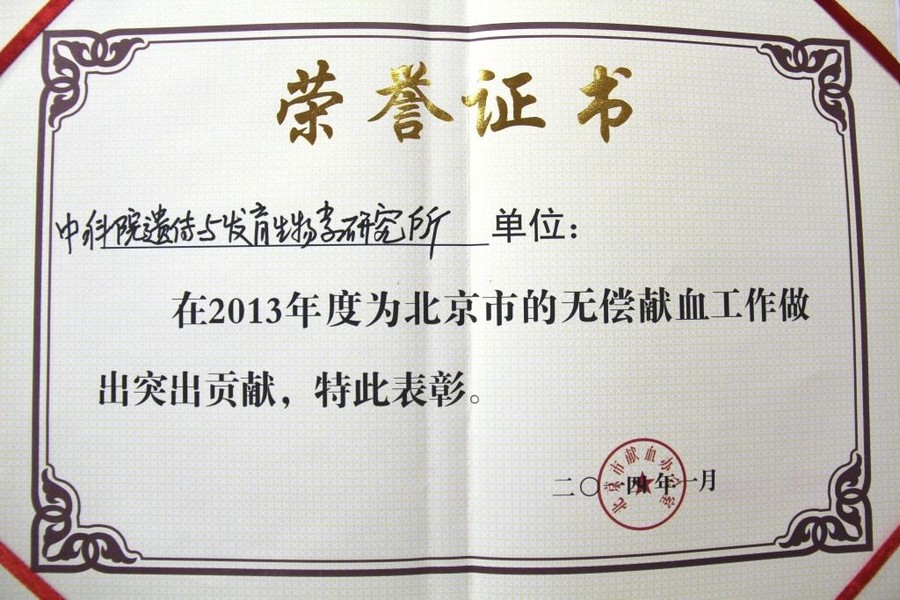 荣誉证书
中科院遗传与发育生物学研究所 单位：
在2013年度为北京市的无偿献血工作做
出突出贡献，特此表彰。
二〇一四年一月
北京市献血办公室